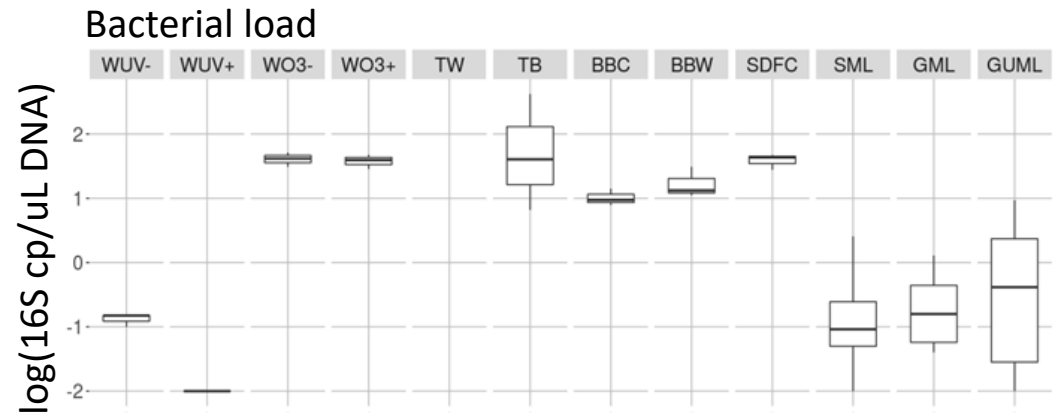 Bacterial load
WUV- WUV+ WO3- WO3+ TW TB BBC BBW SDFC SML GML GUML
log(16S cp/uL DNA)
2
1
0
-1
-2